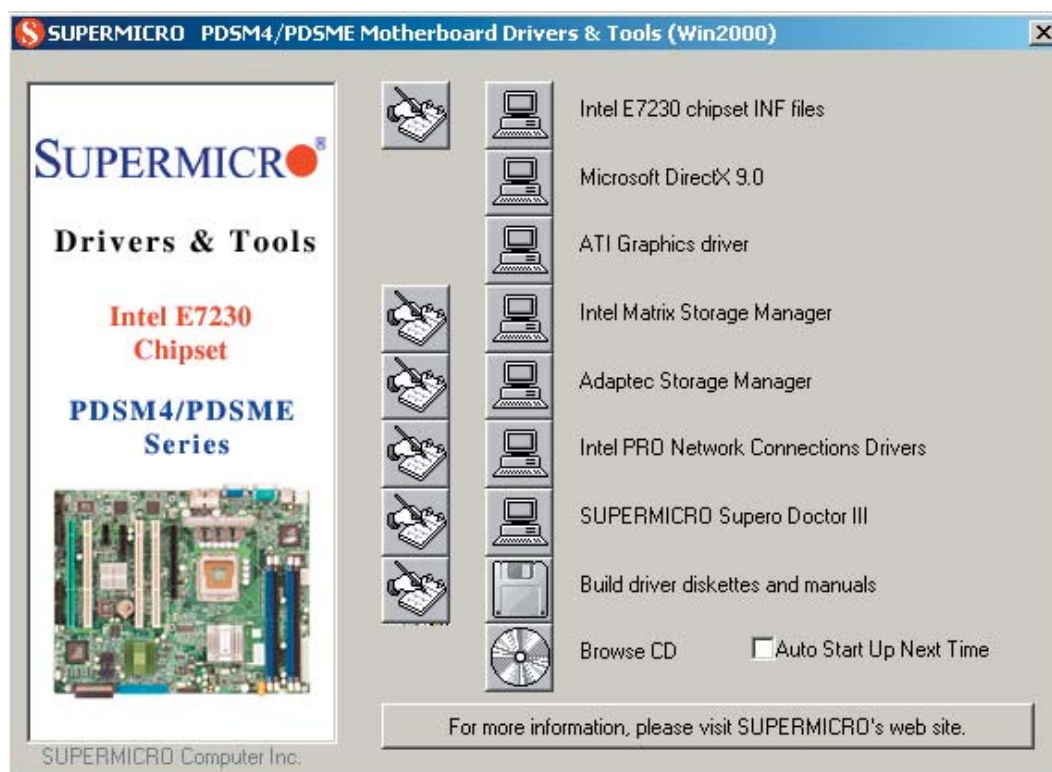 SUPERMICRO PDSM4/PDSME Motherboard Drivers & Tools (Win2000)
SUPERMICRO®
Drivers & Tools
Intel E7230
Chipset
PDSM4/PDSME
Series
SUPERMICRO Computer Inc.
Intel E7230 chipset INF files
Microsoft DirectX 9.0
ATI Graphics driver
Intel Matrix Storage Manager
Adaptec Storage Manager
Intel PRO Network Connections Drivers
SUPERMICRO Supero Doctor III
Build driver diskettes and manuals
Browse CD
Auto Start Up Next Time
For more information, please visit SUPERMICRO's web site.